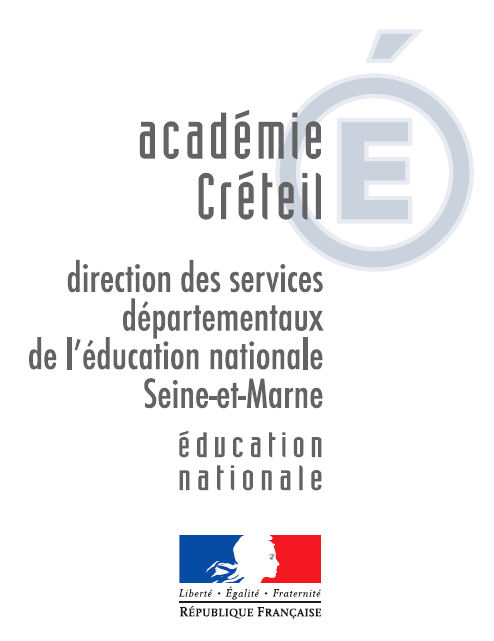 académie
Créteil
É
direction des services
départementaux
de l'éducation nationale
Seine-et-Marne
éducation
nationale
Liberté • Égalité • Fraternité
RÉPUBLIQUE FRANÇAISE